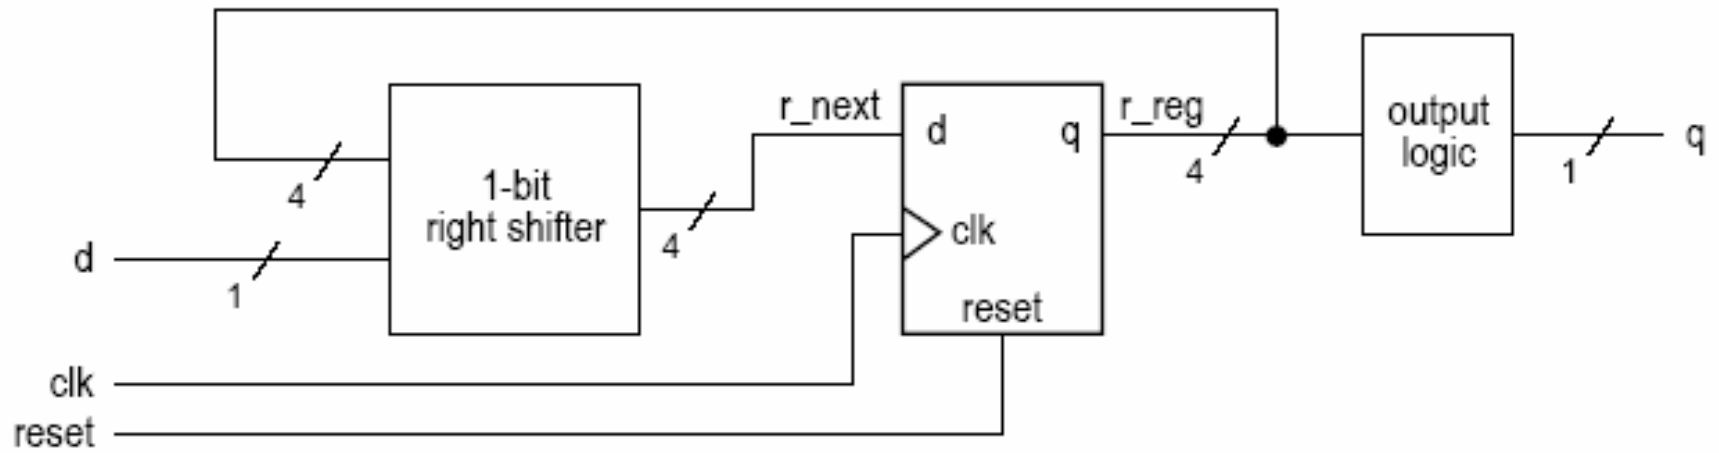 r_next
r_reg
d
q
output
logic
q
4
1
4
1-bit
right shifter
4
d
clk
1
reset
clk
reset